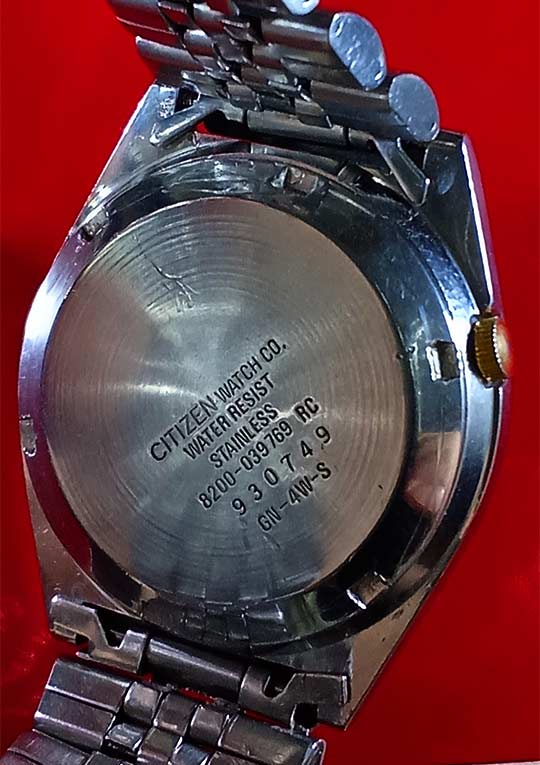 CITIZEN WATCH CO.
WATER RESIST
STAINLESS
8200-039769 RC
930749
GN-4W-S